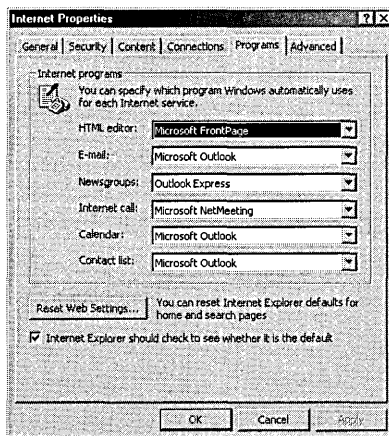 Internet Properties
General Security Content Connections Programs Advanced
Internet programs
You can specify which program Windows automatically uses
for each Internet service.
HTML editor: Microsoft FrontPage
E-mail: Microsoft Outlook
Newsgroups: Outlook Express
Internet call: Microsoft NetMeeting
Calendar: Microsoft Outlook
Contact list: Microsoft Outlook
Reset Web Settings... You can reset Internet Explorer defaults for
home and search pages
Internet Explorer should check to see whether it is the default
OK Cancel Apply